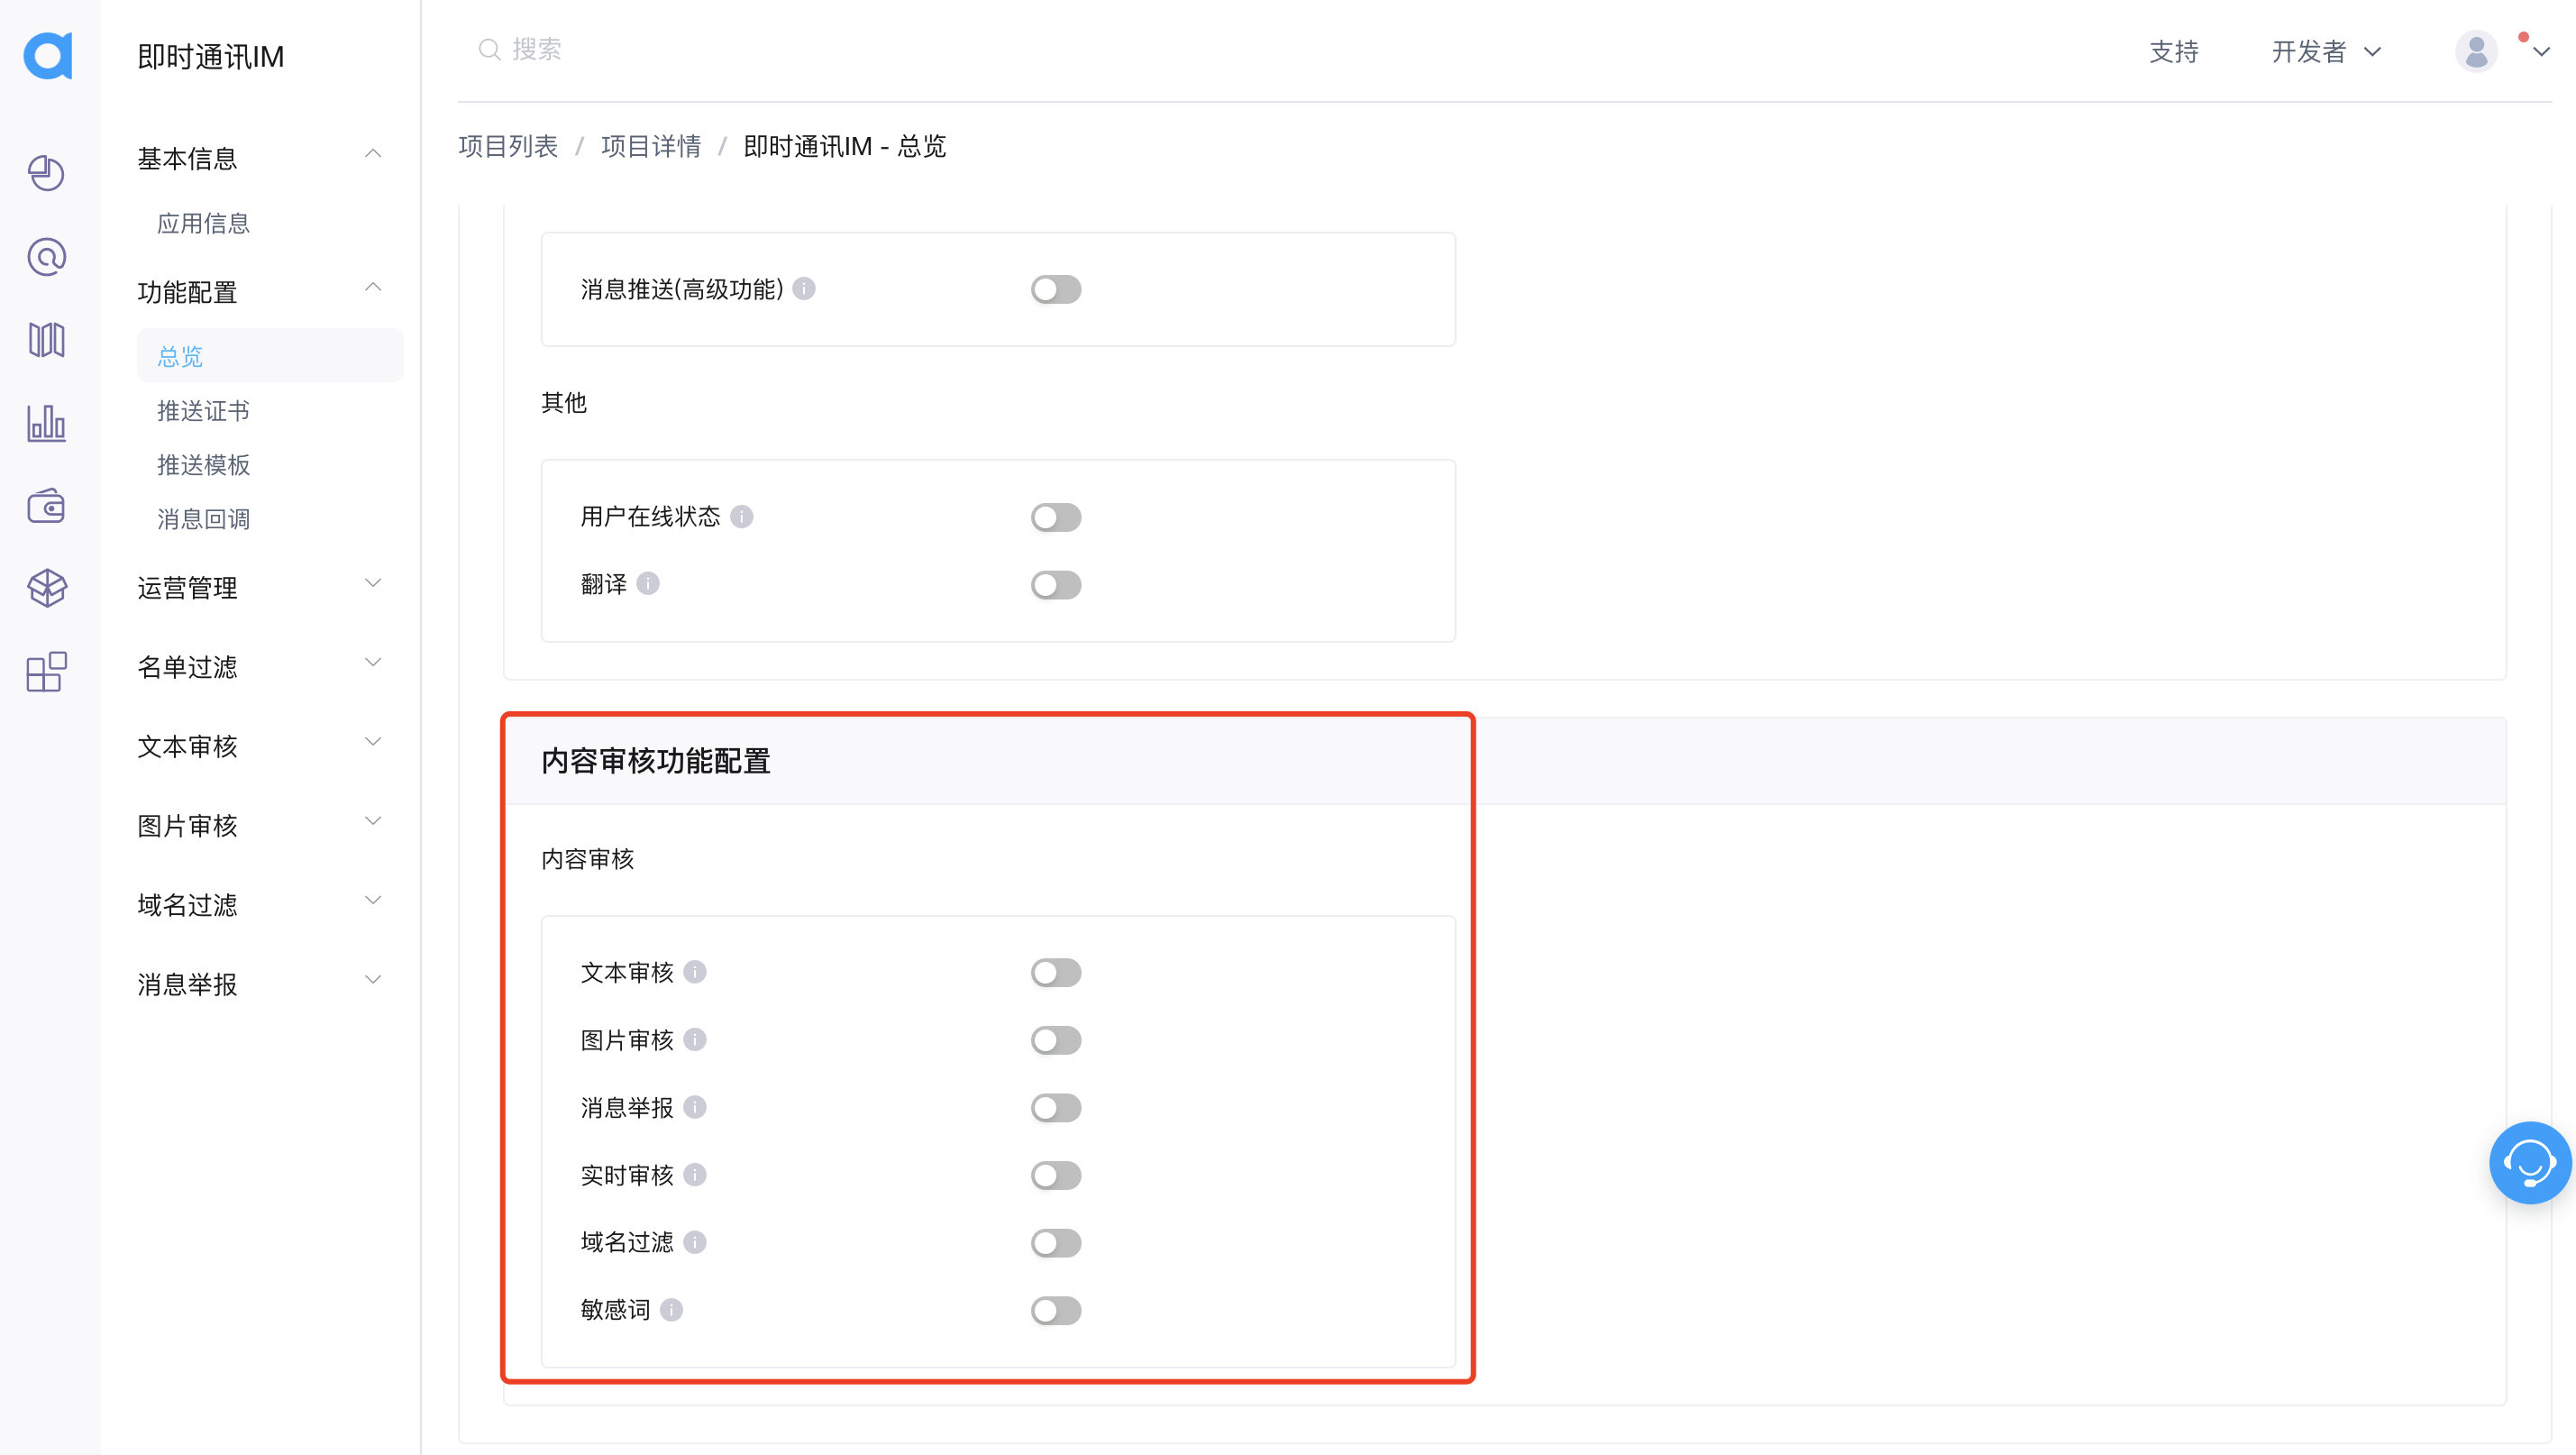 即时通讯IM
基本信息
应用信息
功能配置
总览
推送证书
推送模板
消息回调
运营管理
名单过滤
文本审核
图片审核
域名过滤
消息举报
搜索
支持 开发者
项目列表 / 项目详情 / 即时通讯IM - 总览
消息推送(高级功能)
其他
用户在线状态
翻译
内容审核功能配置
内容审核
文本审核
图片审核
消息举报
实时审核
域名过滤
敏感词